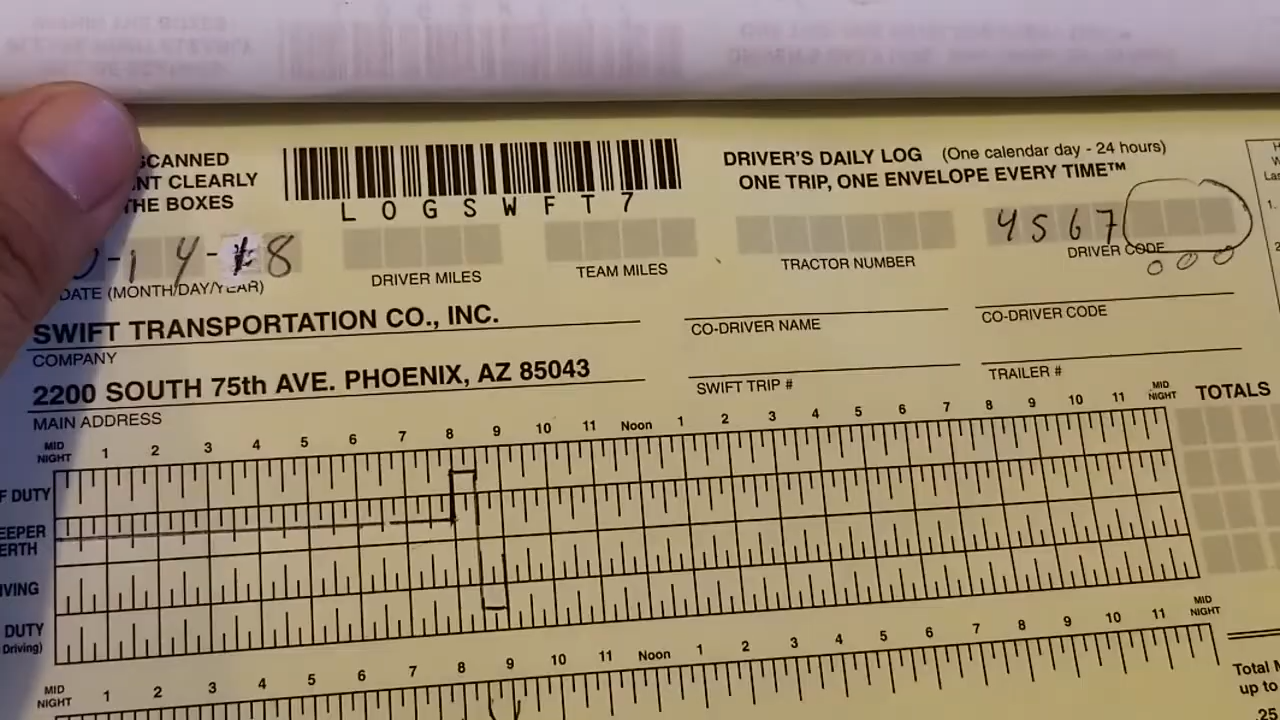 SCANNED
NT CLEARLY
THE BOXES
LOGSWFT7
DRIVER'S DAILY LOG (One calendar day - 24 hours)
ONE TRIP, ONE ENVELOPE EVERY TIME™
-14-18
DATE (MONTH/DAY/YEAR)
DRIVER MILES
TEAM MILES
TRACTOR NUMBER
4567
DRIVER CODE
000
SWIFT TRANSPORTATION CO., INC.
COMPANY
CO-DRIVER NAME
CO-DRIVER CODE
2200 SOUTH 75th AVE. PHOENIX, AZ 85043
MAIN ADDRESS
SWIFT TRIP #
TRAILER #
MID NIGHT 1 2 3 4 5 6 7 8 9 10 11 Noon 1 2 3 4 5 6 7 8 9 10 11 MID NIGHT TOTALS
F DUTY
EEPER
ERTH
VING
DUTY
Driving)
MID NIGHT 1 2 3 4 5 6 7 8 9 10 11 Noon 1 2 3 4 5 6 7 8 9 10 11 MID NIGHT
Total
up to
.25